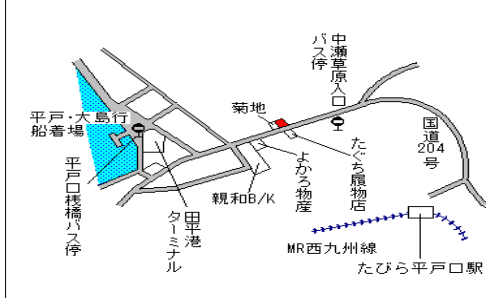 中瀬草原入口
バス停
菊地
平戸・大島行
船着場
国道204号
たぐち履物店
よかろ物産
親和B/K
平戸口桟橋バス停
田平港
ターミナル
MR西九州線
たびら平戸口駅